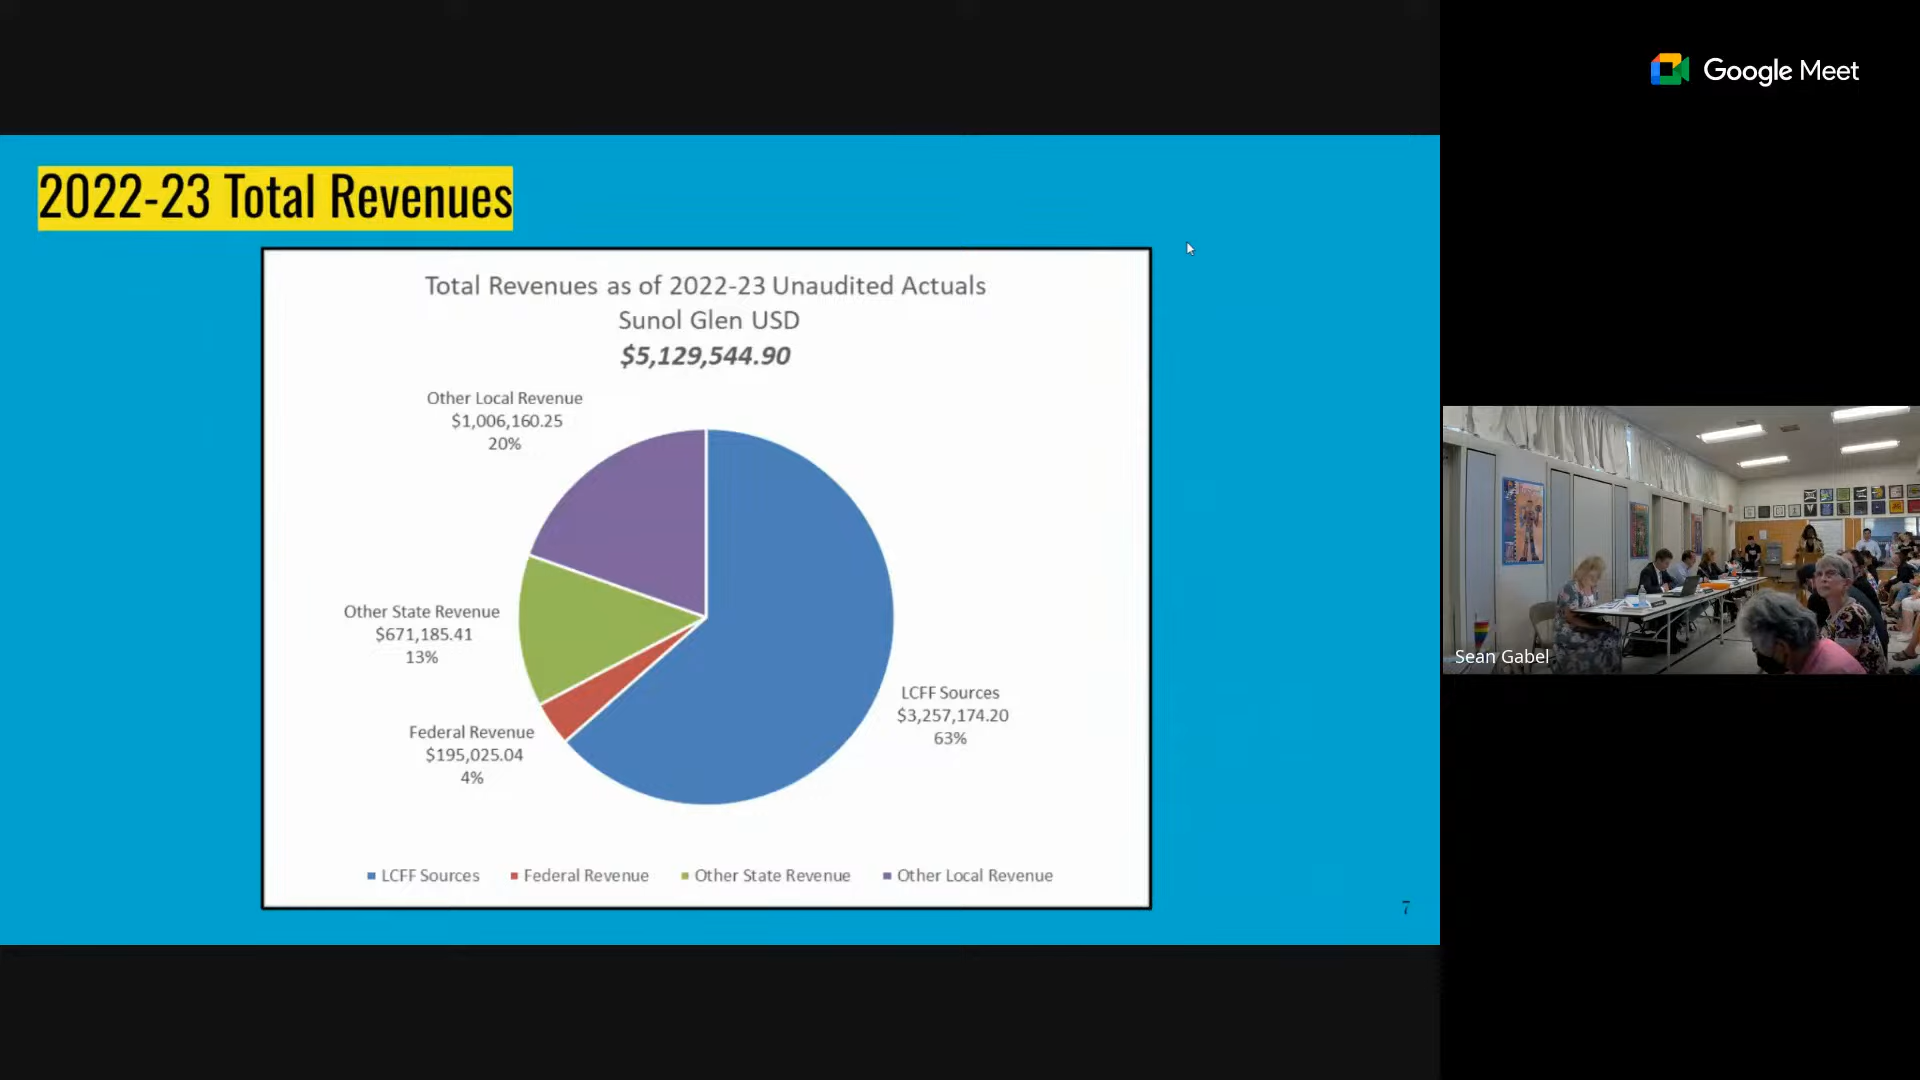 Google Meet
2022-23 Total Revenues
Total Revenues as of 2022-23 Unaudited Actuals
Sunol Glen USD
$5,129,544.90
Other Local Revenue
$1,006,160.25
20%
Other State Revenue
$671,185.41
13%
Federal Revenue
$195,025.04
4%
LCFF Sources
$3,257,174.20
63%
LCFF Sources
Federal Revenue
Other State Revenue
Other Local Revenue
7
Sean Gabel